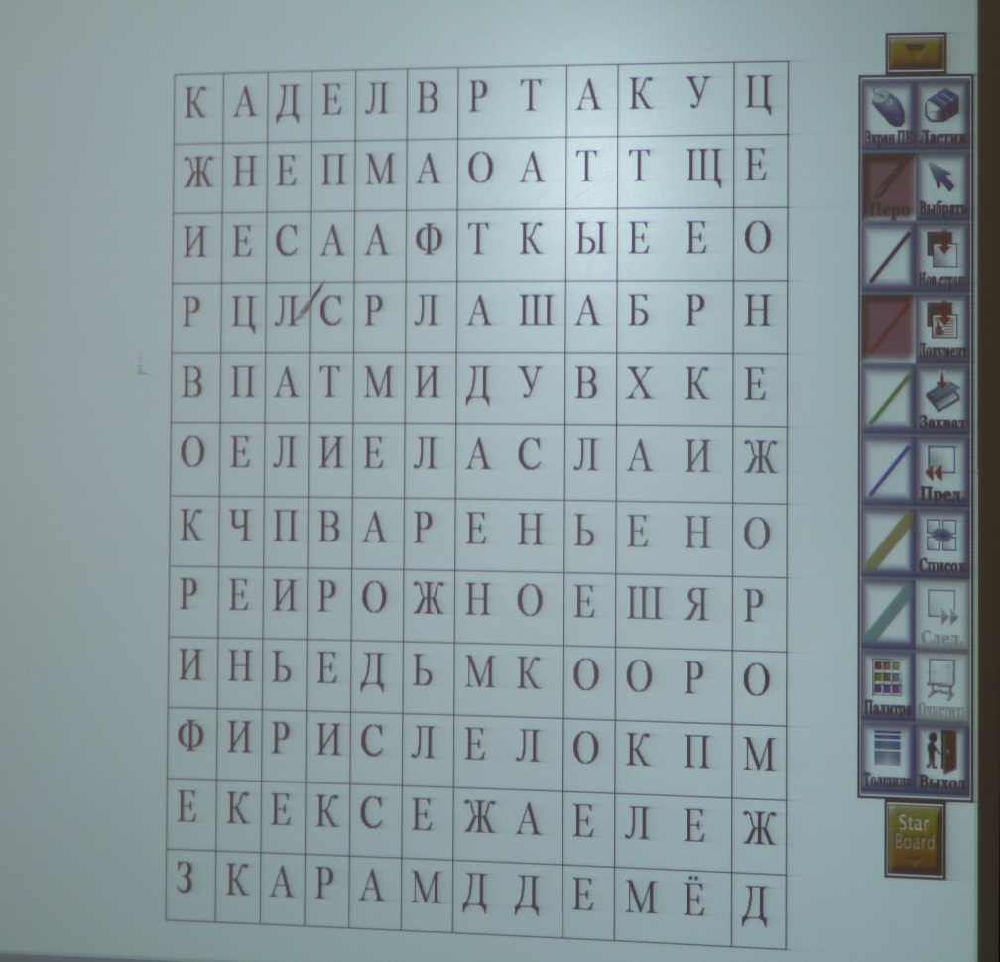 К А Д Е Л В Р Т А К У Ц
Ж Н Е П М А О А Т Т Щ Е
И Е С А А Ф Т К Ы Е Е О
Р Ц Л С Р Л А Ш А Б Р Н
В П А Т М И Д У В Х К Е
О Е Л И Е Л А С Л А И Ж
К Ч П В А Р Е Н Ь Е Н О
Р Е И Р О Ж Н О Е Ш Я Р
И Н Ь Е Д Ь М К О О Р О
Ф И Р И С Л Е Л О К П М
Е К Е К С Е Ж А Е Л Е Ж
З К А Р А М Д Д Е М Ё Д
Экран ПК Ластик
Перо Выбрать
Нов.стран
Документ
Захват
Пред.
Список
След.
Палитра Очистить
Толщина Выход
Star
Board